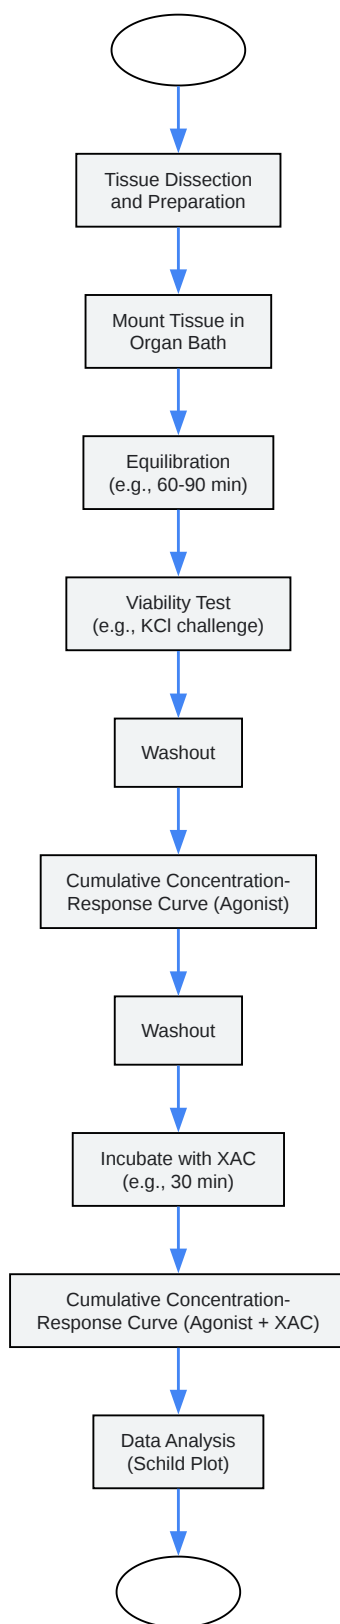 Tissue Dissection
and Preparation
Mount Tissue in
Organ Bath
Equilibration
(e.g., 60-90 min)
Viability Test
(e.g., KCl challenge)
Washout
Cumulative Concentration-
Response Curve (Agonist)
Washout
Incubate with XAC
(e.g., 30 min)
Cumulative Concentration-
Response Curve (Agonist + XAC)
Data Analysis
(Schild Plot)